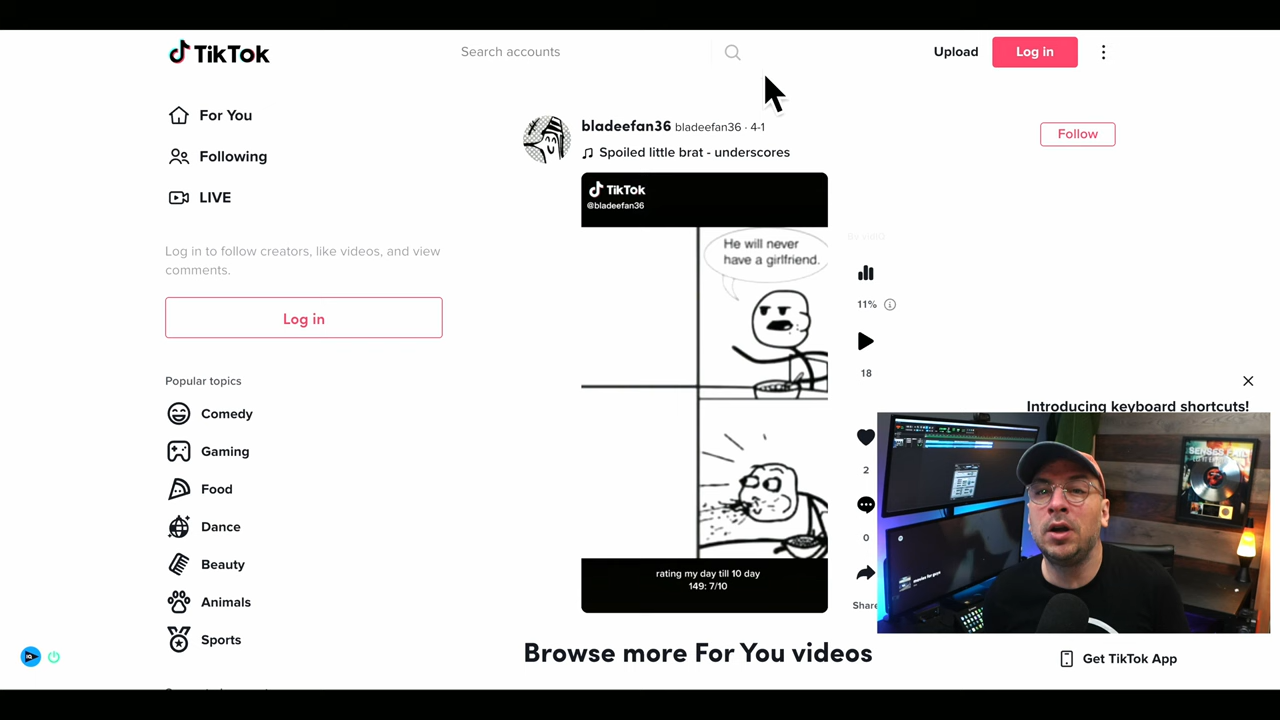 TikTok
Search accounts
Upload
Log in
For You
Following
LIVE
Log in to follow creators, like videos, and view
comments.
Log in
Popular topics
Comedy
Gaming
Food
Dance
Beauty
Animals
Sports
bladeefan36 bladeefan36 · 4-1
Spoiled little brat - underscores
Follow
TikTok
@bladeefan36
He will never
have a girlfriend.
rating my day till 10 day
149: 7/10
11%
18
2
0
Share
Introducing keyboard shortcuts!
SENSES FAIL
Browse more For You videos
Get TikTok App